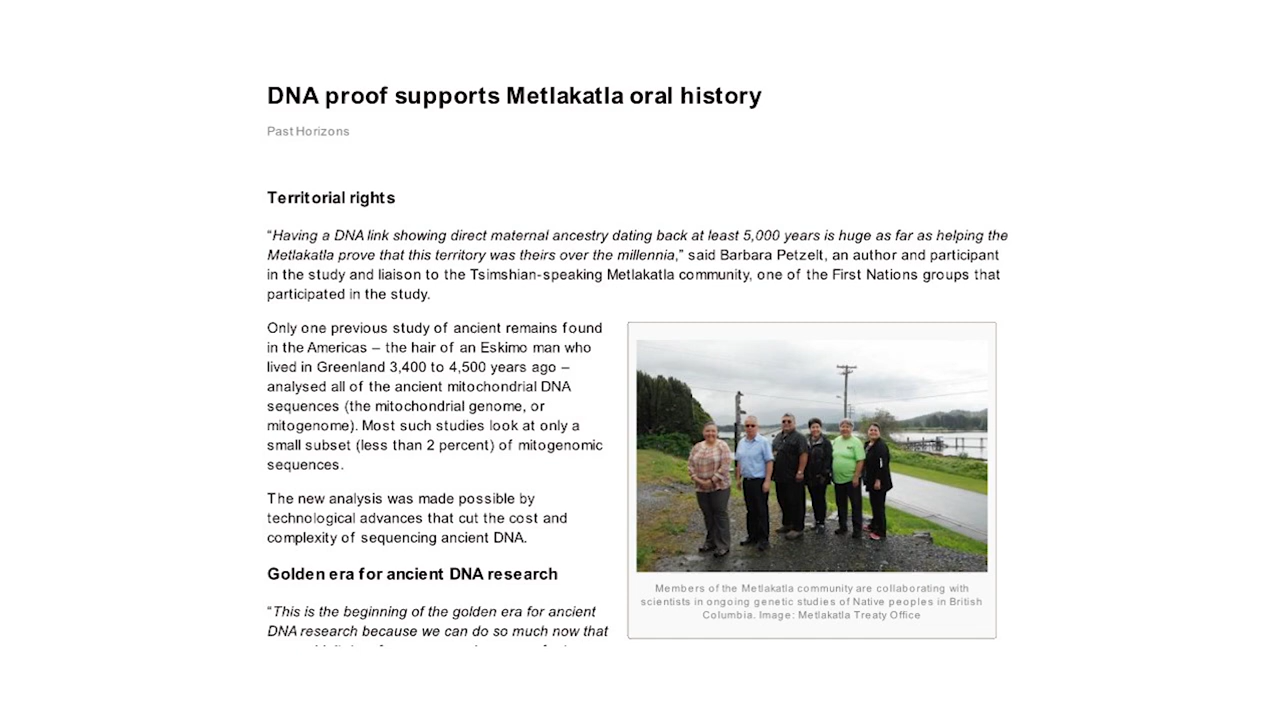 DNA proof supports Metlakatla oral history
Past Horizons
Territorial rights
“Having a DNA link showing direct maternal ancestry dating back at least 5,000 years is huge as far as helping the
Metlakatla prove that this territory was theirs over the millennia,” said Barbara Petzelt, an author and participant
in the study and liaison to the Tsimshian-speaking Metlakatla community, one of the First Nations groups that
participated in the study.
Only one previous study of ancient remains found
in the Americas – the hair of an Eskimo man who
lived in Greenland 3,400 to 4,500 years ago –
analysed all of the ancient mitochondrial DNA
sequences (the mitochondrial genome, or
mitogenome). Most such studies look at only a
small subset (less than 2 percent) of mitogenomic
sequences.
The new analysis was made possible by
technological advances that cut the cost and
complexity of sequencing ancient DNA.
Golden era for ancient DNA research
“This is the beginning of the golden era for ancient
DNA research because we can do so much now that
Members of the Metlakatla community are collaborating with
scientists in ongoing genetic studies of Native peoples in British
Columbia. Image: Metlakatla Treaty Office